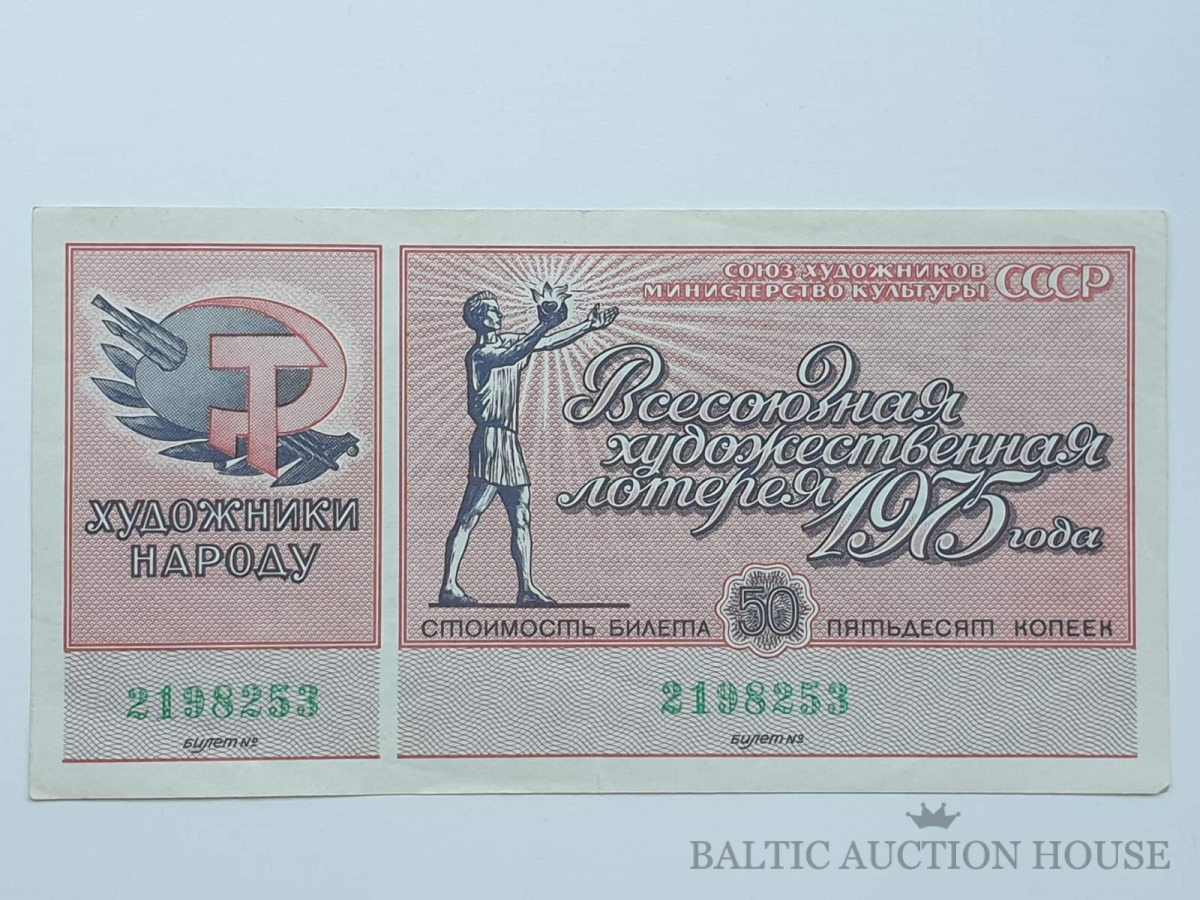 ХУДОЖНИКИ
НАРОДУ
2198253
БИЛЕТ №
СОЮЗ ХУДОЖНИКОВ
МИНИСТЕРСТВО КУЛЬТУРЫ СССР
Всесоюзная
художественная
лотерея 1975 года
СТОИМОСТЬ БИЛЕТА 50 ПЯТЬДЕСЯТ КОПЕЕК
2198253
БИЛЕТ №
BALTIC AUCTION HOUSE